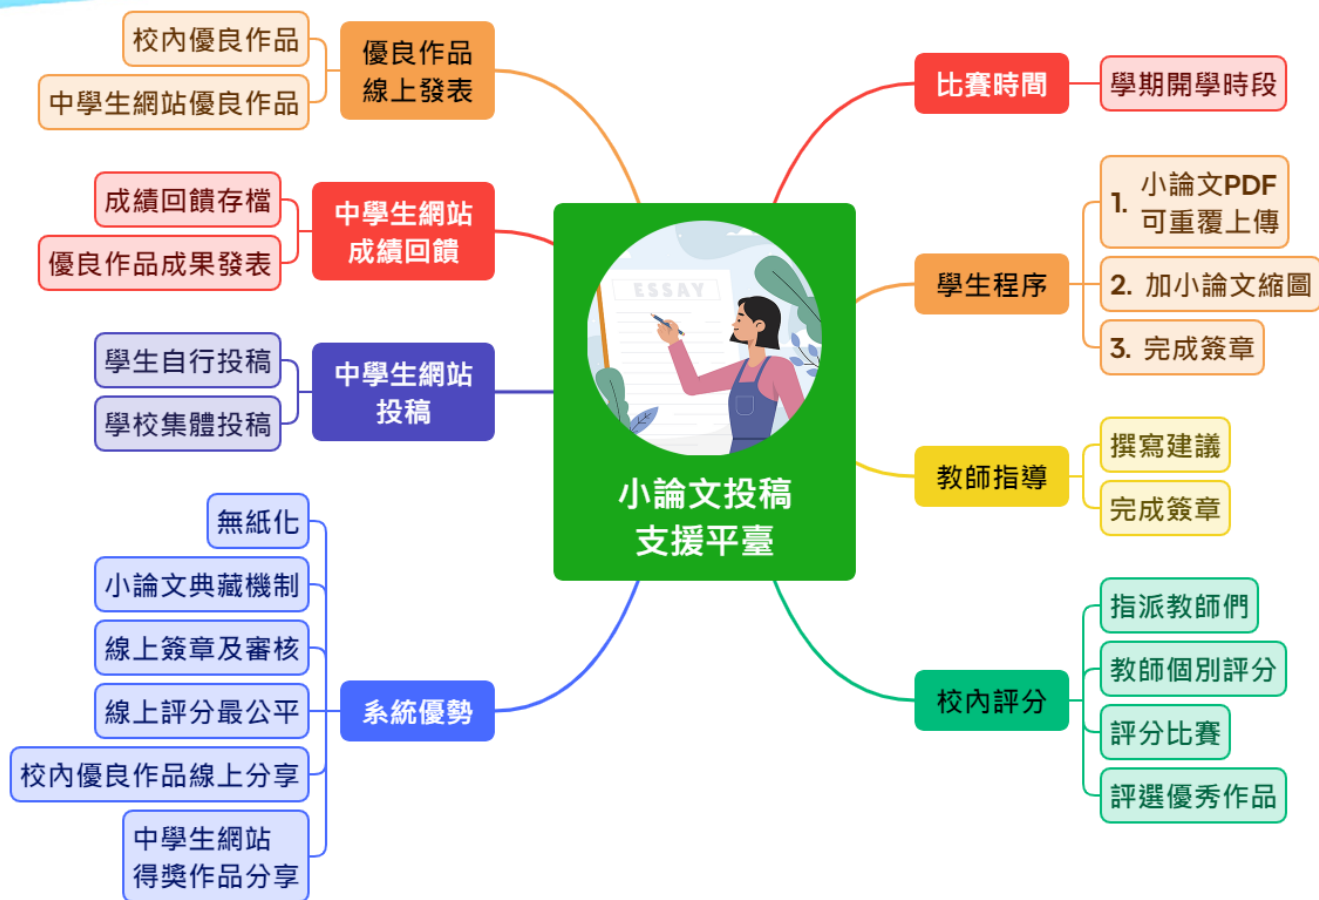 ESSAY
小論文投稿
支援平臺
比賽時間
學期開學時段
學生程序
1. 小論文PDF
可重覆上傳
2. 加小論文縮圖
3. 完成簽章
教師指導
撰寫建議
完成簽章
校內評分
指派教師們
教師個別評分
評分比賽
評選優秀作品
優良作品
線上發表
校內優良作品
中學生網站優良作品
中學生網站
成績回饋
成績回饋存檔
優良作品成果發表
中學生網站
投稿
學生自行投稿
學校集體投稿
系統優勢
無紙化
小論文典藏機制
線上簽章及審核
線上評分最公平
校內優良作品線上分享
中學生網站
得獎作品分享